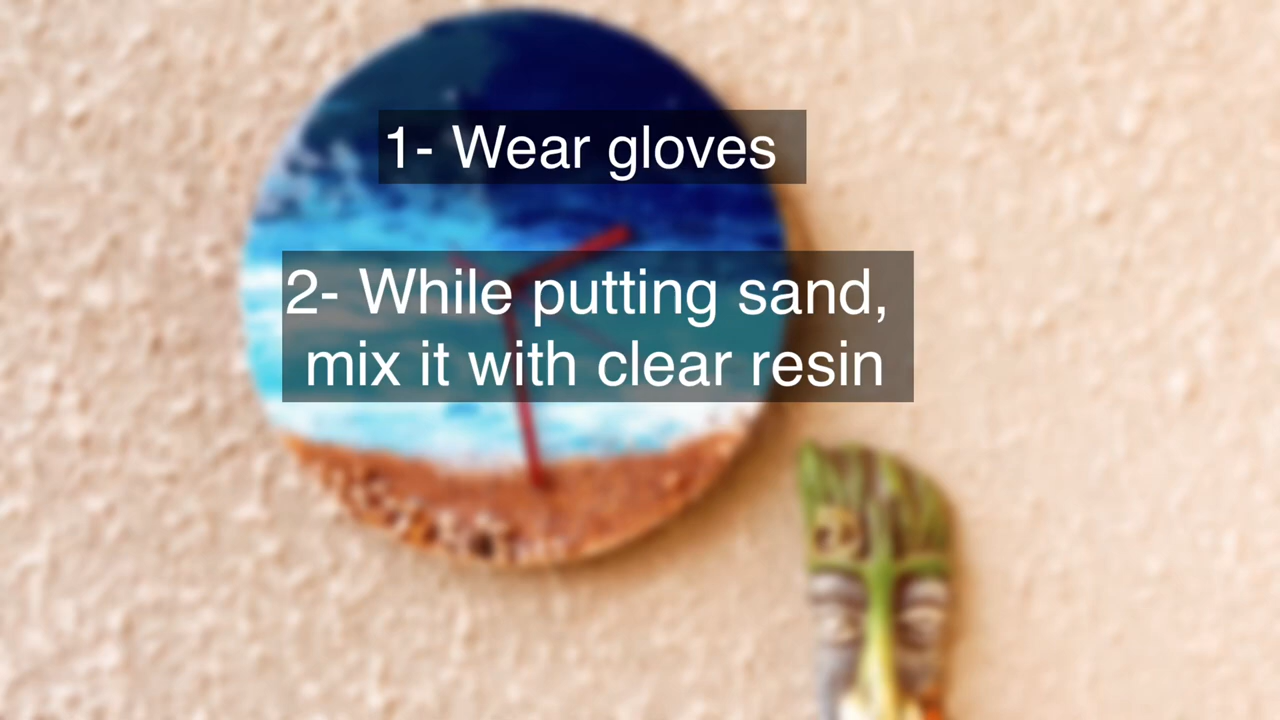 1- Wear gloves
2- While putting sand,
mix it with clear resin